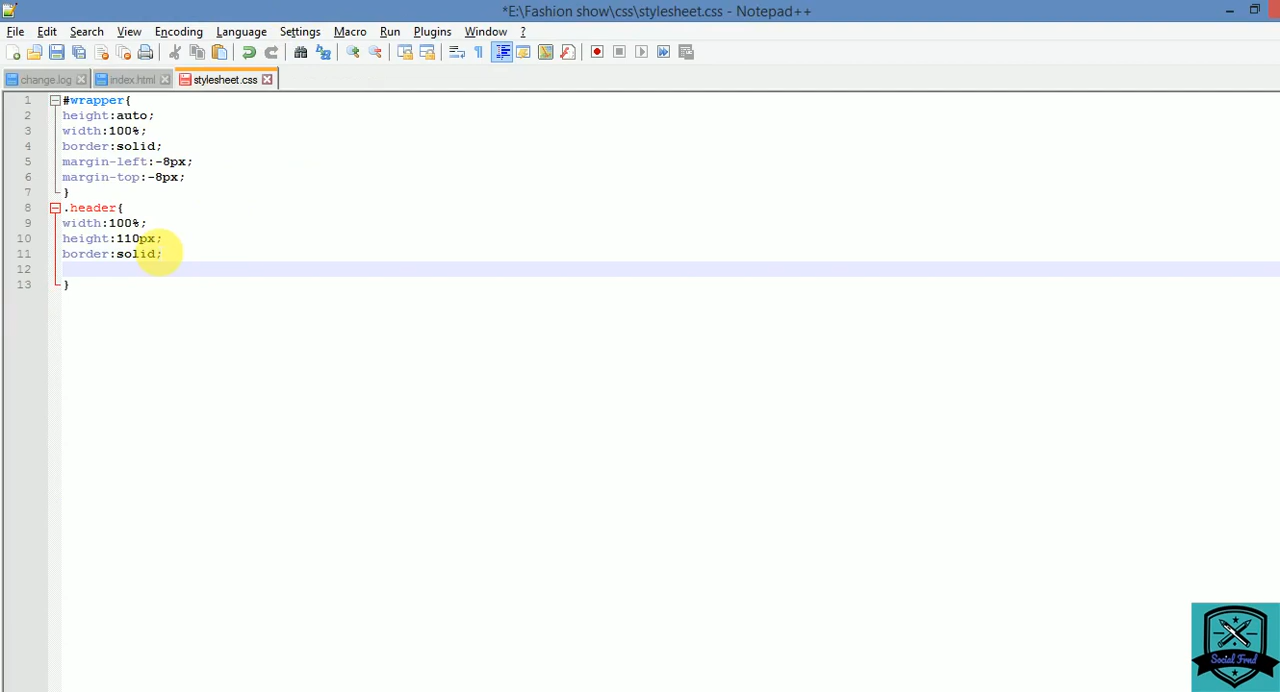 *E:\Fashion show\css\stylesheet.css - Notepad++
File Edit Search View Encoding Language Settings Macro Run Plugins Window ?
change.log index.html stylesheet.css
1 #wrapper{
2 height:auto;
3 width:100%;
4 border:solid;
5 margin-left:-8px;
6 margin-top:-8px;
7 }
8 .header{
9 width:100%;
10 height:110px;
11 border:solid;
12
13 }
Social Frnd